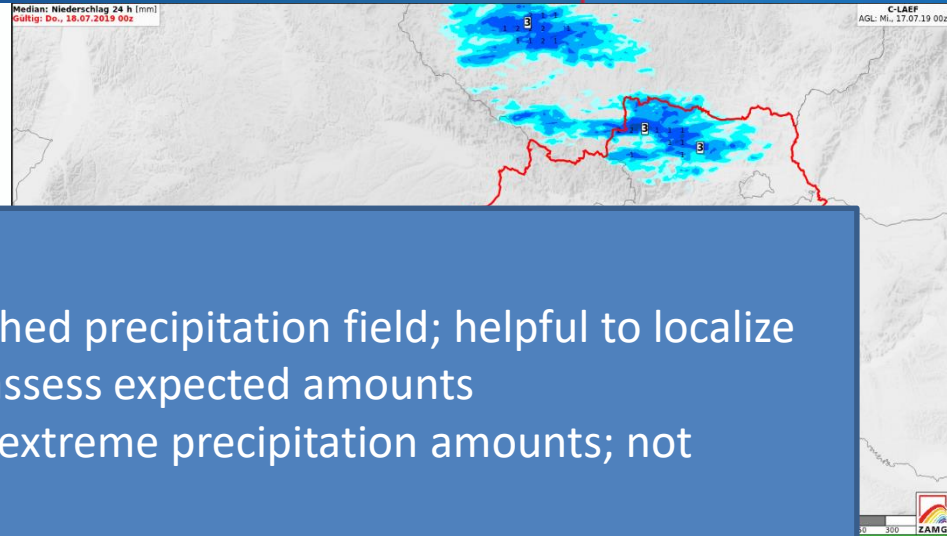 Median: Niederschlag 24 h [mm]
Gültig: Do., 18.07.2019 00z
C-LAEF
AGL: Mi., 17.07.19 00z
3
3
3
hed precipitation field; helpful to localize
ssess expected amounts
extreme precipitation amounts; not
300
ZAMG